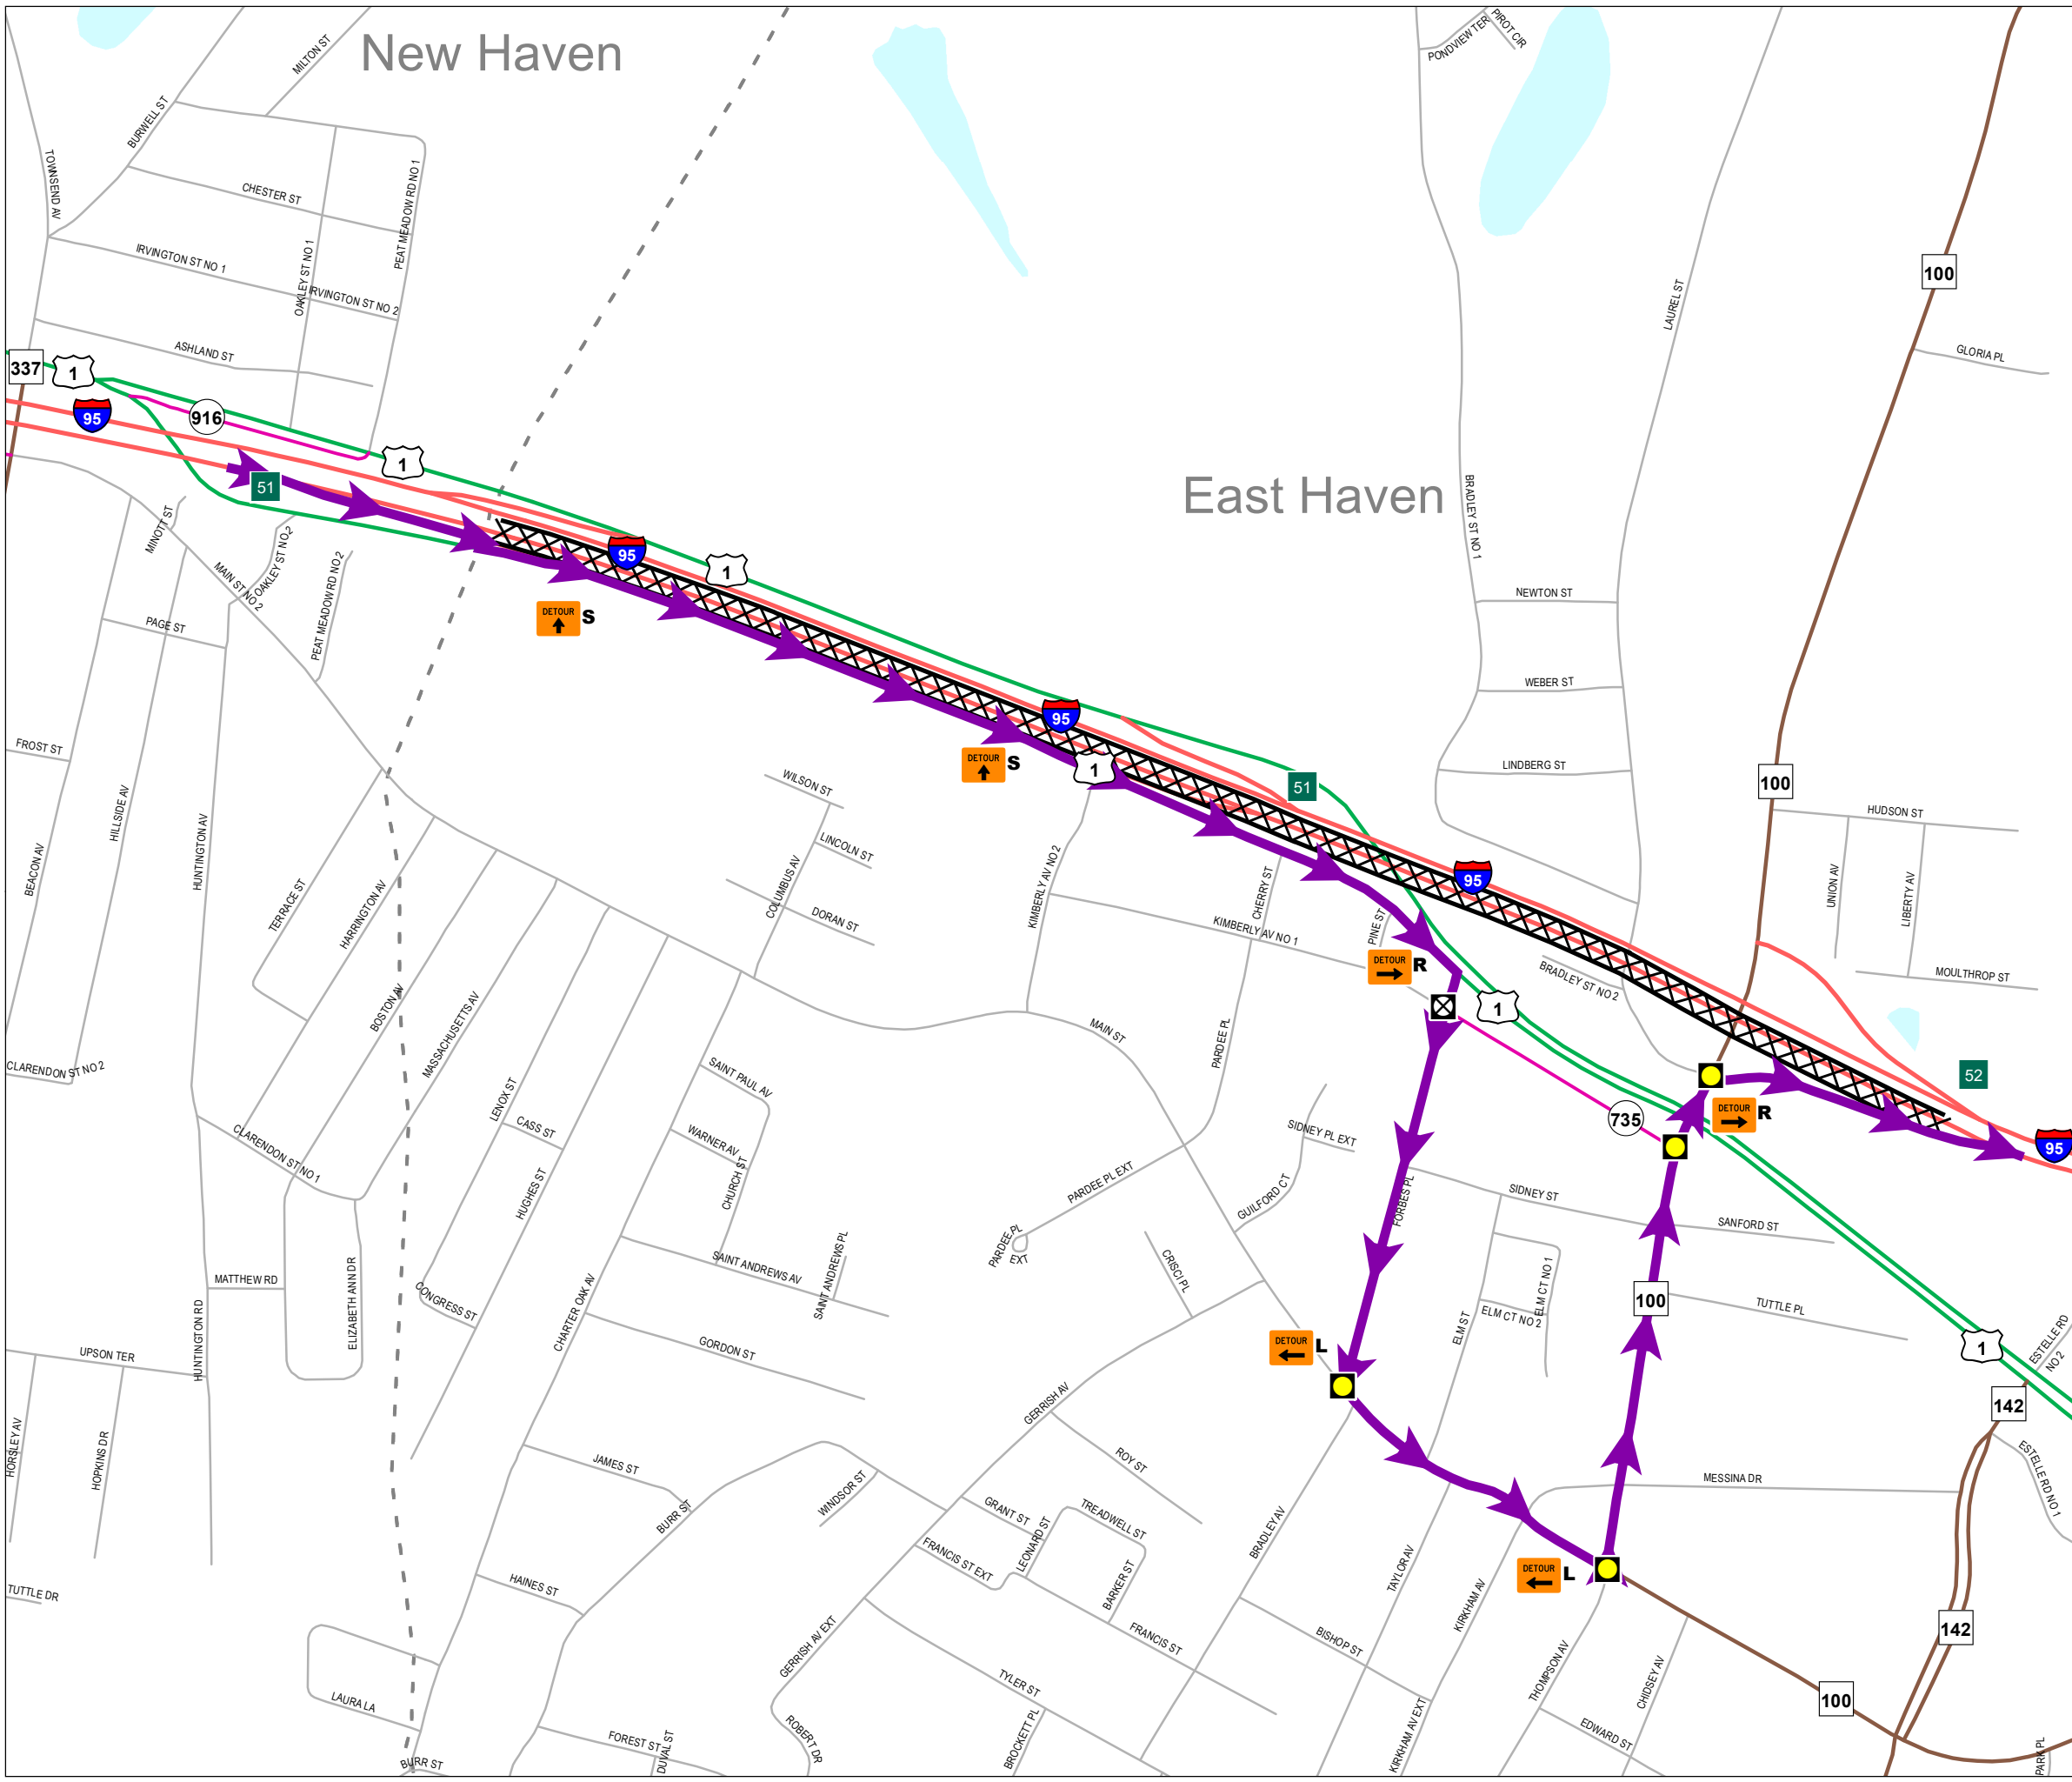 New Haven
MILTON ST
PIROT CIR
PONDVIEW TER
BURWELL ST
TOWNSEND AV
CHESTER ST
PEAT MEADOW RD NO 1
OAKLEY ST NO 1
IRVINGTON ST NO 1
IRVINGTON ST NO 2
100
LAUREL ST
ASHLAND ST
GLORIA PL
337
1
95
916
1
51
East Haven
BRADLEY ST NO 1
MINOTT ST
OAKLEY ST NO 2
PEAT MEADOW RD NO 2
MAIN ST NO 2
PAGE ST
95
1
DETOUR
S
NEWTON ST
WEBER ST
95
1
DETOUR
S
LINDBERG ST
100
51
HUDSON ST
FROST ST
BEACON AV
HILLSIDE AV
HUNTINGTON AV
WILSON ST
LINCOLN ST
COLUMBUS AV
DORAN ST
KIMBERLY AV NO 2
KIMBERLY AV NO 1
CHERRY ST
PINE ST
95
UNION AV
LIBERTY AV
MOULTHROP ST
TERRACE ST
HARRINGTON AV
BOSTON AV
MASSACHUSETTS AV
DETOUR
R
BRADLEY ST NO 2
1
MAIN ST
PARDEE PL
CLARENDON ST NO 2
CLARENDON ST NO 1
LENOX ST
CASS ST
HUGHES ST
SAINT PAUL AV
WARNER AV
CHURCH ST
52
DETOUR
R
735
95
SIDNEY PL EXT
PARDEE PL EXT
GUILFORD CT
FORBES PL
SIDNEY ST
SANFORD ST
PARDEE PL
EXT
CRISCI PL
SAINT ANDREWS AV
SAINT ANDREWS PL
MATTHEW RD
ELIZABETH ANN DR
CONGRESS ST
CHARTER OAK AV
HUNTINGTON RD
UPSON TER
GORDON ST
100
ELM CT NO 1
ELM CT NO 2
ELM ST
TUTTLE PL
1
ESTELLE RD
NO 2
DETOUR
L
142
GERRISH AV
HORSLEY AV
HOPKINS DR
JAMES ST
BURR ST
WINDSOR ST
ROY ST
GRANT ST
LEONARD ST
TREADWELL ST
BARKER ST
FRANCIS ST EXT
FRANCIS ST
BRADLEY AV
MESSINA DR
ESTELLE RD NO 1
TAYLOR AV
KIRKHAM AV
DETOUR
L
TUTTLE DR
HAINES ST
GERRISH AV EXT
TYLER ST
BISHOP ST
THOMPSON AV
CHIDSEY AV
142
100
LAURA LA
BURR ST
FOREST ST
DUVAL ST
ROBERT DR
BROCKETT PL
KIRKHAM AV EXT
EDWARD ST
PARK PL